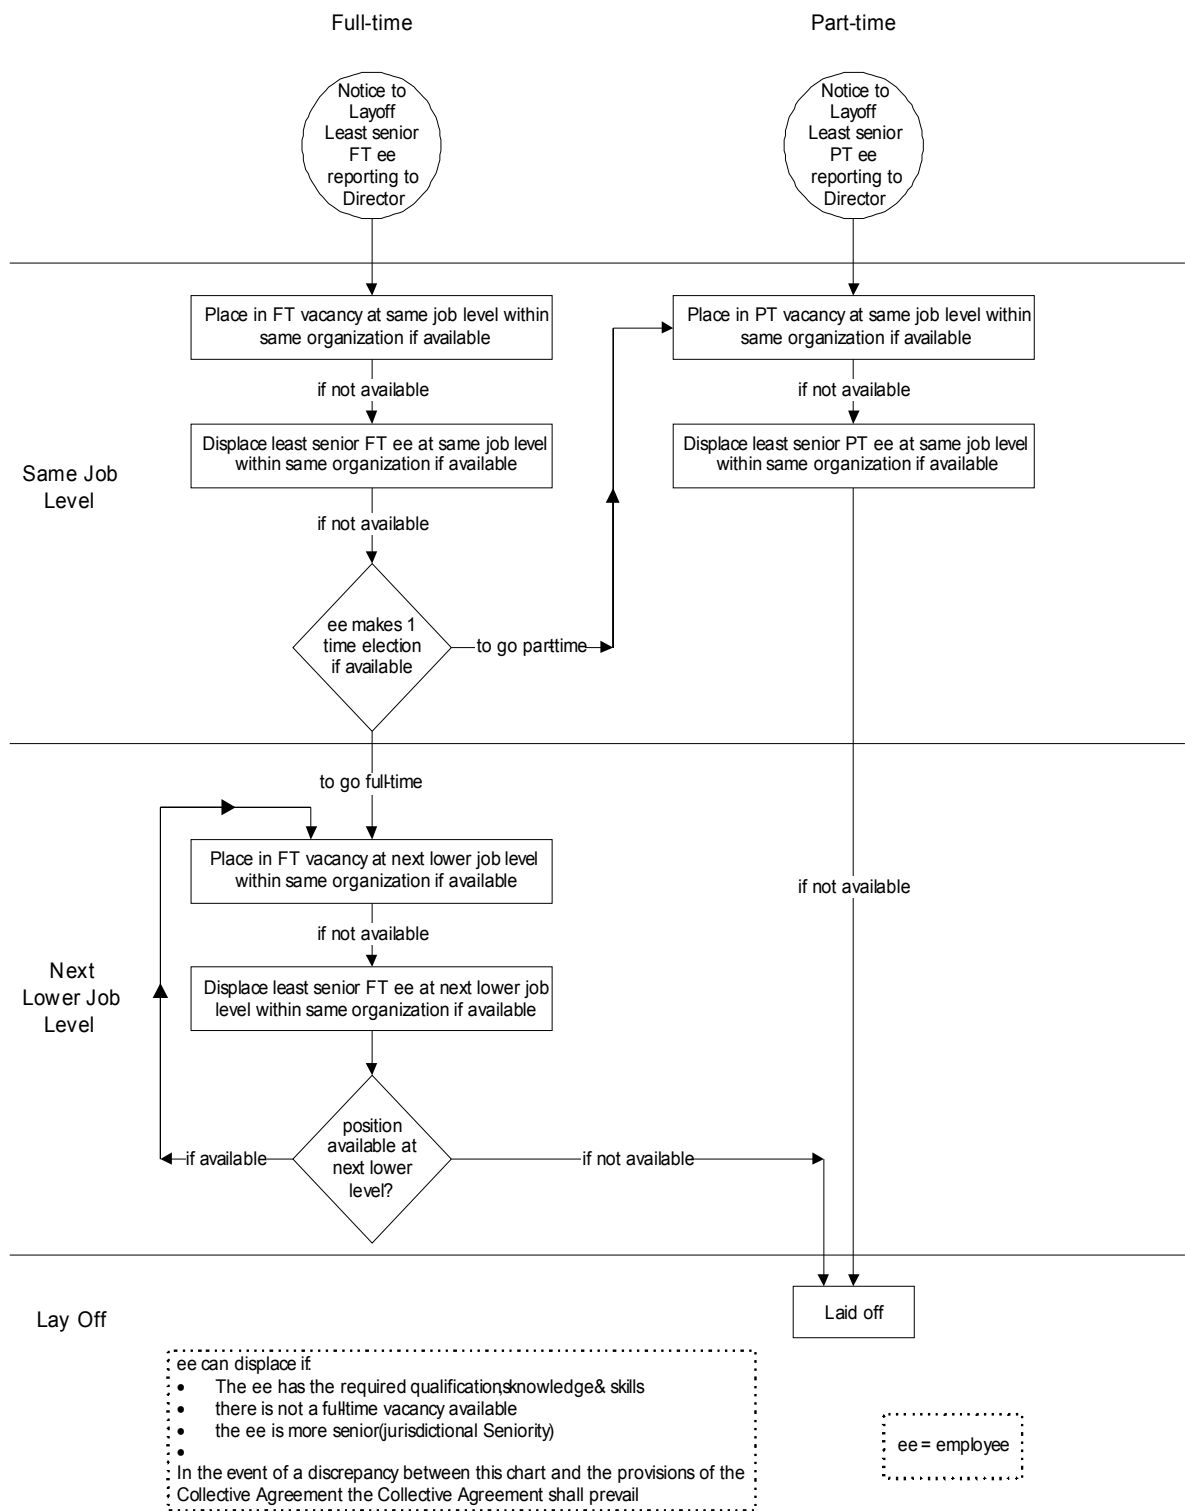 Full-time
Part-time
Notice to
Layoff
Least senior
FT ee
reporting to
Director
Notice to
Layoff
Least senior
PT ee
reporting to
Director
Place in FT vacancy at same job level within
same organization if available
Place in PT vacancy at same job level within
same organization if available
if not available
if not available
Displace least senior FT ee at same job level
within same organization if available
Displace least senior PT ee at same job level
within same organization if available
Same Job
Level
if not available
ee makes 1
time election
if available
to go part-time
to go full-time
Place in FT vacancy at next lower job level
within same organization if available
if not available
if not available
Next
Lower Job
Level
Displace least senior FT ee at next lower job
level within same organization if available
position
available at
next lower
level?
if available
if not available
Lay Off
Laid off
ee can displace if:
• The ee has the required qualification,sknowledge& skills
• there is not a full-time vacancy available
• the ee is more senior(jurisdictional Seniority)
•
In the event of a discrepancy between this chart and the provisions of the
Collective Agreement the Collective Agreement shall prevail
ee = employee